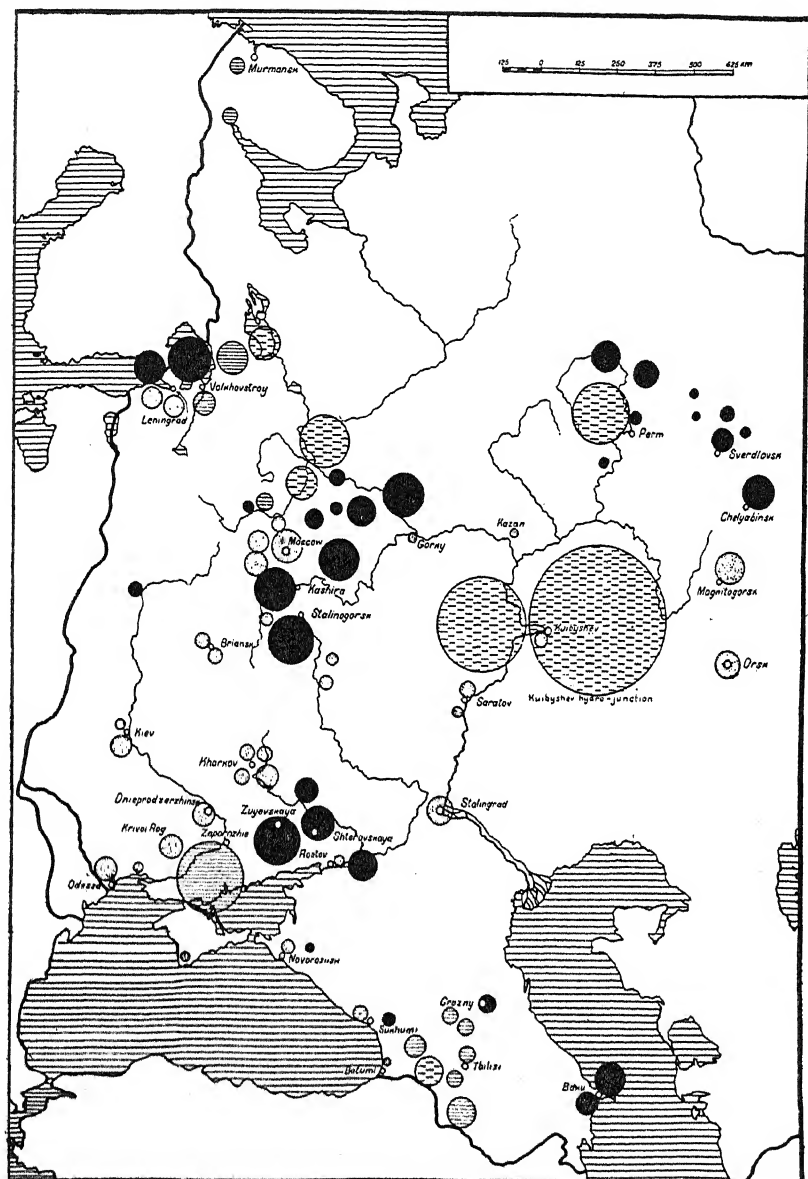 125 0 125 250 375 500 625 KM
Murmansk
Volkhovstroy
Leningrad
Perm
Sverdlovsk
Chelyabinsk
Kazan
Moscow
Gorky
Magnitogorsk
Kashira
Stalinogorsk
Kuibyshev
Briansk
Orsk
Saratov
Kuibyshev hydro-junction
Kiev
Kharkov
Stalingrad
Dnieprodzerzhinsk
Zuyevskaya
Krivoi Rog
Zaporozhie
Shterovskaya
Rostov
Odessa
Novorossisk
Grozny
Sukhumi
Batumi
Tbilisi
Baku